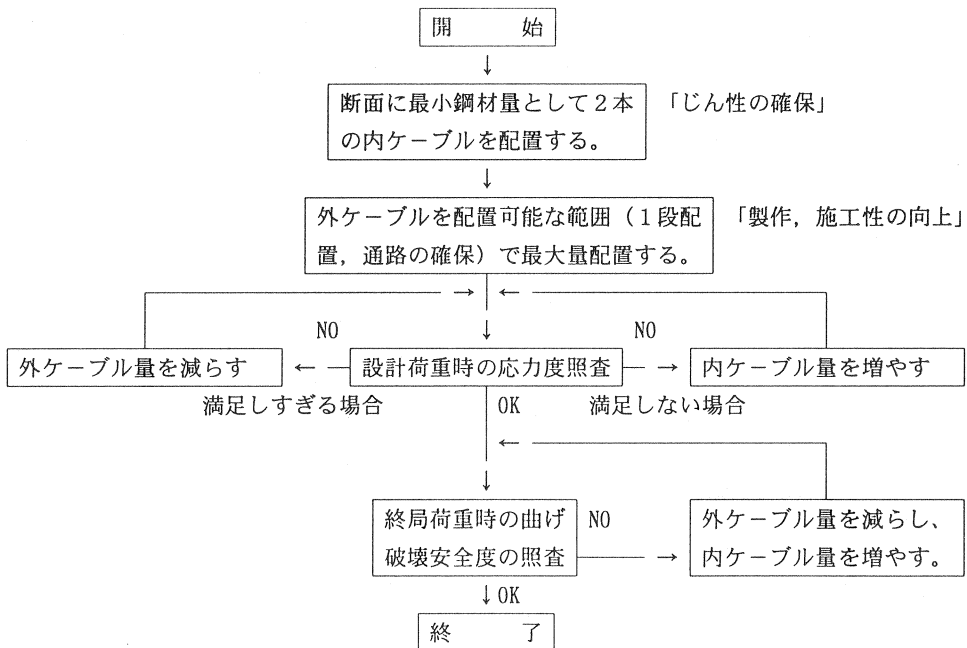 開　　始
↓
断面に最小鋼材量として２本 「じん性の確保」
の内ケーブルを配置する。
↓
外ケーブルを配置可能な範囲（１段配 「製作，施工性の向上」
置，通路の確保）で最大量配置する。
→ ←
NO ↓ NO
外ケーブル量を減らす ← 設計荷重時の応力度照査 → 内ケーブル量を増やす
満足しすぎる場合 OK 満足しない場合
←
↓
終局荷重時の曲げ NO 外ケーブル量を減らし、
破壊安全度の照査 → 内ケーブル量を増やす。
↓OK
終　　了